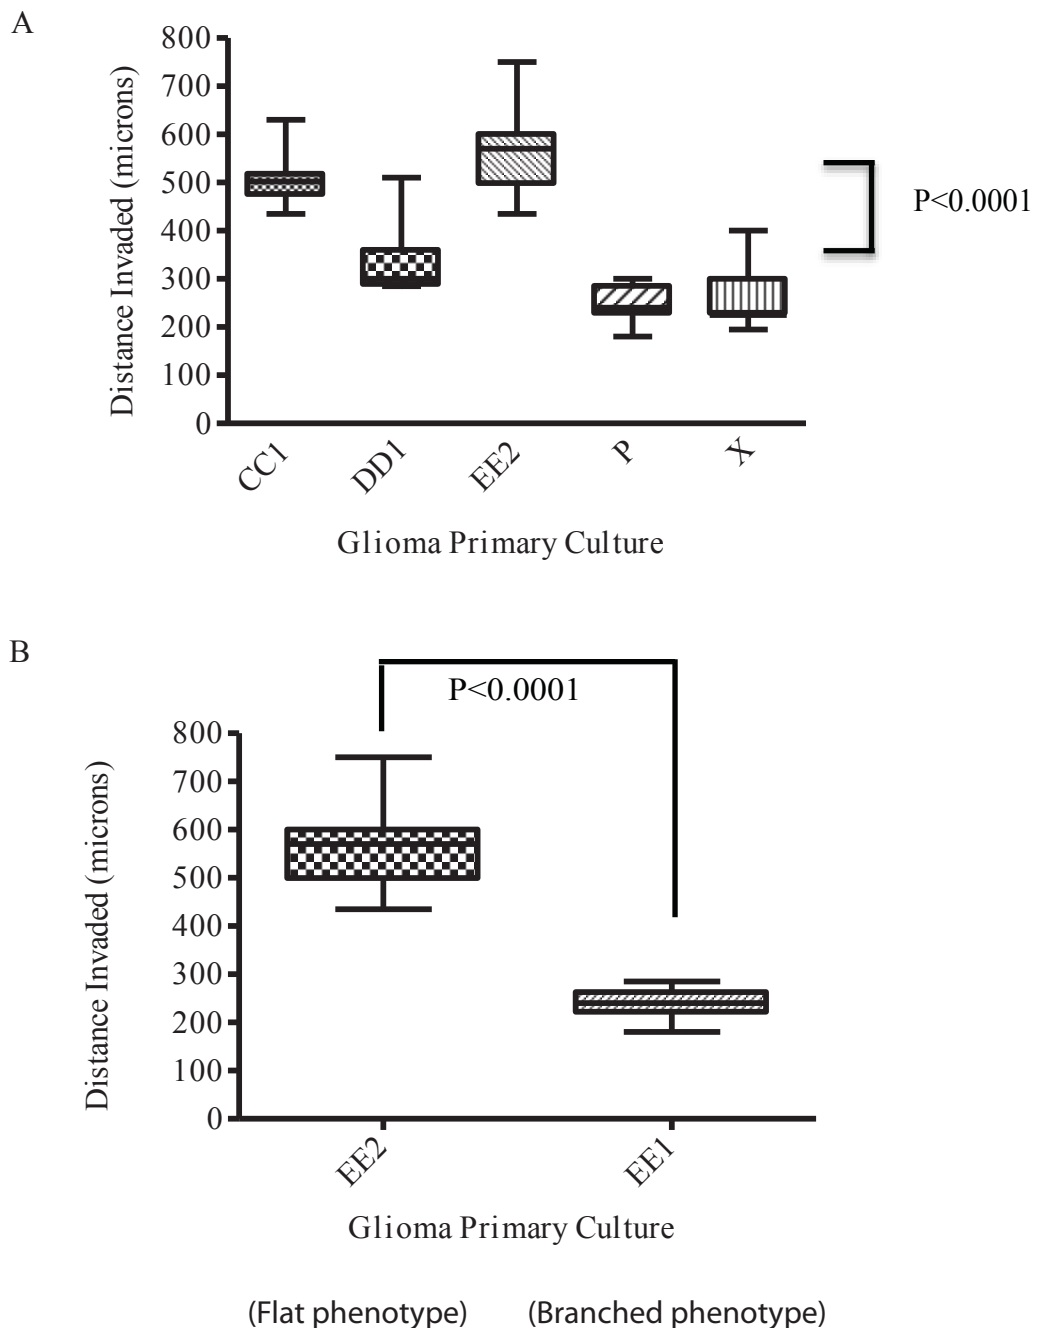 A
800
700
600
500
400
300
200
100
0
Distance Invaded (microns)
P<0.0001
CC1
DD1
EE2
P
X
Glioma Primary Culture
B
P<0.0001
800
700
600
500
400
300
200
100
0
Distance Invaded (microns)
EE2
EE1
Glioma Primary Culture
(Flat phenotype) (Branched phenotype)